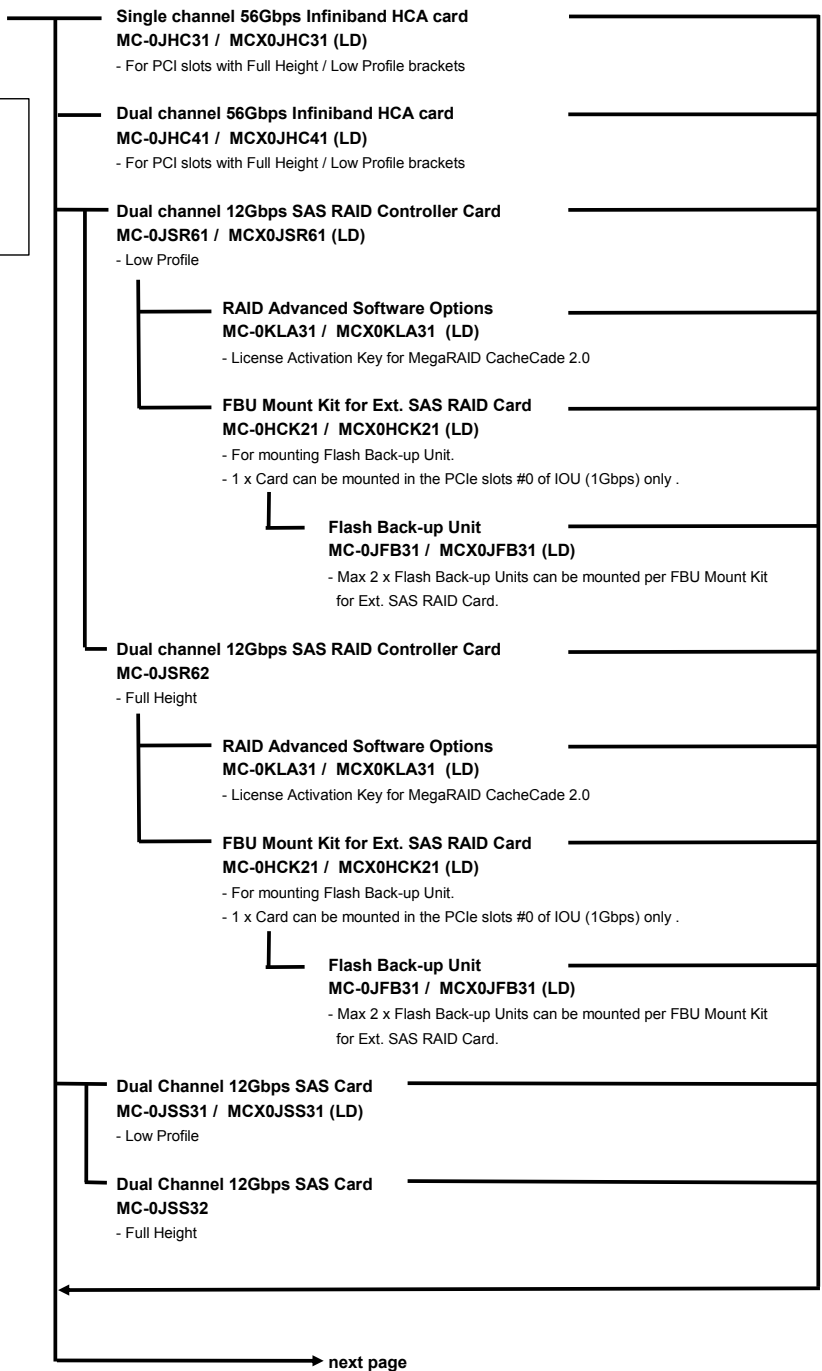 Single channel 56Gbps Infiniband HCA card
MC-0JHC31 / MCX0JHC31 (LD)
- For PCI slots with Full Height / Low Profile brackets
Dual channel 56Gbps Infiniband HCA card
MC-0JHC41 / MCX0JHC41 (LD)
- For PCI slots with Full Height / Low Profile brackets
Dual channel 12Gbps SAS RAID Controller Card
MC-0JSR61 / MCX0JSR61 (LD)
- Low Profile
RAID Advanced Software Options
MC-0KLA31 / MCX0KLA31 (LD)
- License Activation Key for MegaRAID CacheCade 2.0
FBU Mount Kit for Ext. SAS RAID Card
MC-0HCK21 / MCX0HCK21 (LD)
- For mounting Flash Back-up Unit.
- 1 x Card can be mounted in the PCIe slots #0 of IOU (1Gbps) only .
Flash Back-up Unit
MC-0JFB31 / MCX0JFB31 (LD)
- Max 2 x Flash Back-up Units can be mounted per FBU Mount Kit
for Ext. SAS RAID Card.
Dual channel 12Gbps SAS RAID Controller Card
MC-0JSR62
- Full Height
RAID Advanced Software Options
MC-0KLA31 / MCX0KLA31 (LD)
- License Activation Key for MegaRAID CacheCade 2.0
FBU Mount Kit for Ext. SAS RAID Card
MC-0HCK21 / MCX0HCK21 (LD)
- For mounting Flash Back-up Unit.
- 1 x Card can be mounted in the PCIe slots #0 of IOU (1Gbps) only .
Flash Back-up Unit
MC-0JFB31 / MCX0JFB31 (LD)
- Max 2 x Flash Back-up Units can be mounted per FBU Mount Kit
for Ext. SAS RAID Card.
Dual Channel 12Gbps SAS Card
MC-0JSS31 / MCX0JSS31 (LD)
- Low Profile
Dual Channel 12Gbps SAS Card
MC-0JSS32
- Full Height
next page